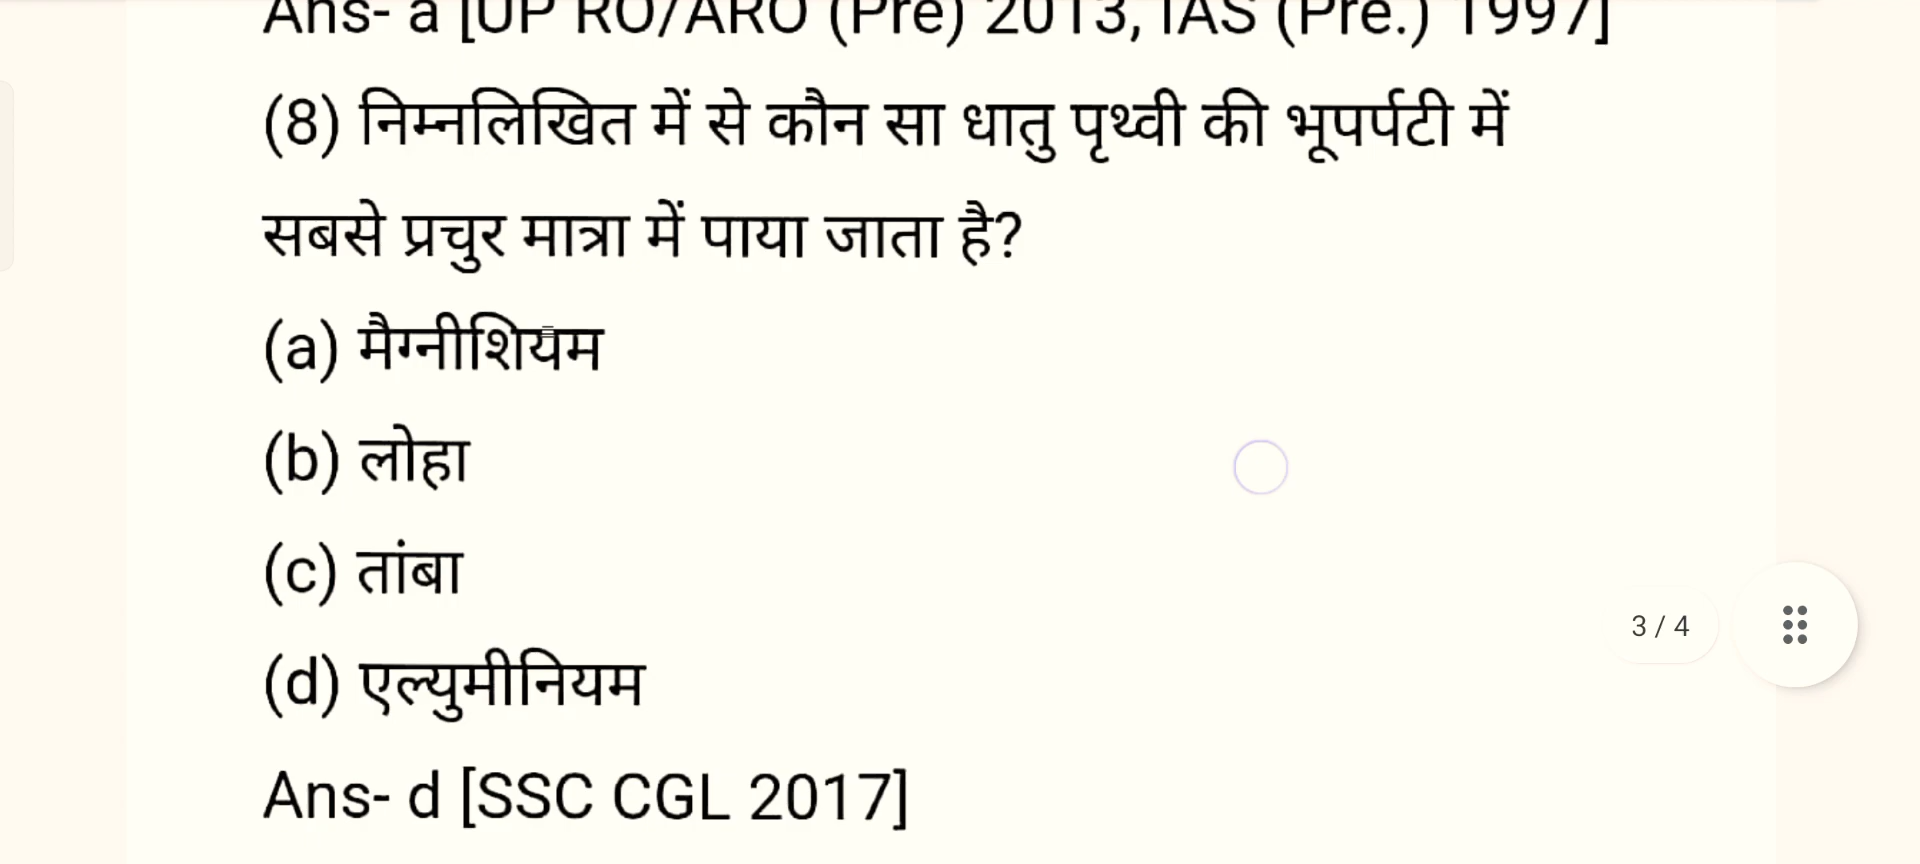 Ans- a [UP RO/ARO (Pre) 2013, IAS (Pre.) 1997]
(8) निम्नलिखित में से कौन सा धातु पृथ्वी की भूपर्पटी में
सबसे प्रचुर मात्रा में पाया जाता है?
(a) मैग्नीशियम
(b) लोहा
(c) तांबा
(d) एल्युमीनियम
Ans- d [SSC CGL 2017]
3 / 4